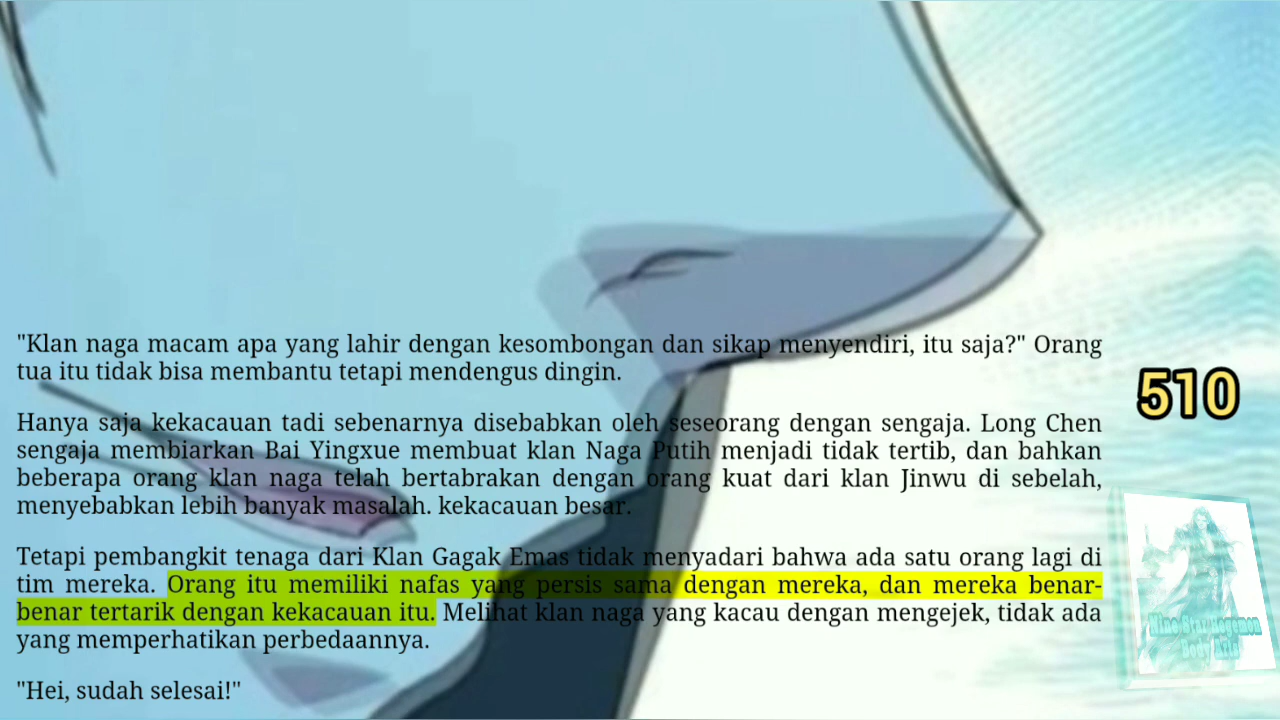 "Klan naga macam apa yang lahir dengan kesombongan dan sikap menyendiri, itu saja?" Orang
tua itu tidak bisa membantu tetapi mendengus dingin.
Hanya saja kekacauan tadi sebenarnya disebabkan oleh seseorang dengan sengaja. Long Chen
sengaja membiarkan Bai Yingxue membuat klan Naga Putih menjadi tidak tertib, dan bahkan
beberapa orang klan naga telah bertabrakan dengan orang kuat dari klan Jinwu di sebelah,
menyebabkan lebih banyak masalah. kekacauan besar.
Tetapi pembangkit tenaga dari Klan Gagak Emas tidak menyadari bahwa ada satu orang lagi di
tim mereka. Orang itu memiliki nafas yang persis sama dengan mereka, dan mereka benar-
benar tertarik dengan kekacauan itu. Melihat klan naga yang kacau dengan mengejek, tidak ada
yang memperhatikan perbedaannya.
"Hei, sudah selesai!"
510
Nine Star Hegemon
Body Arts